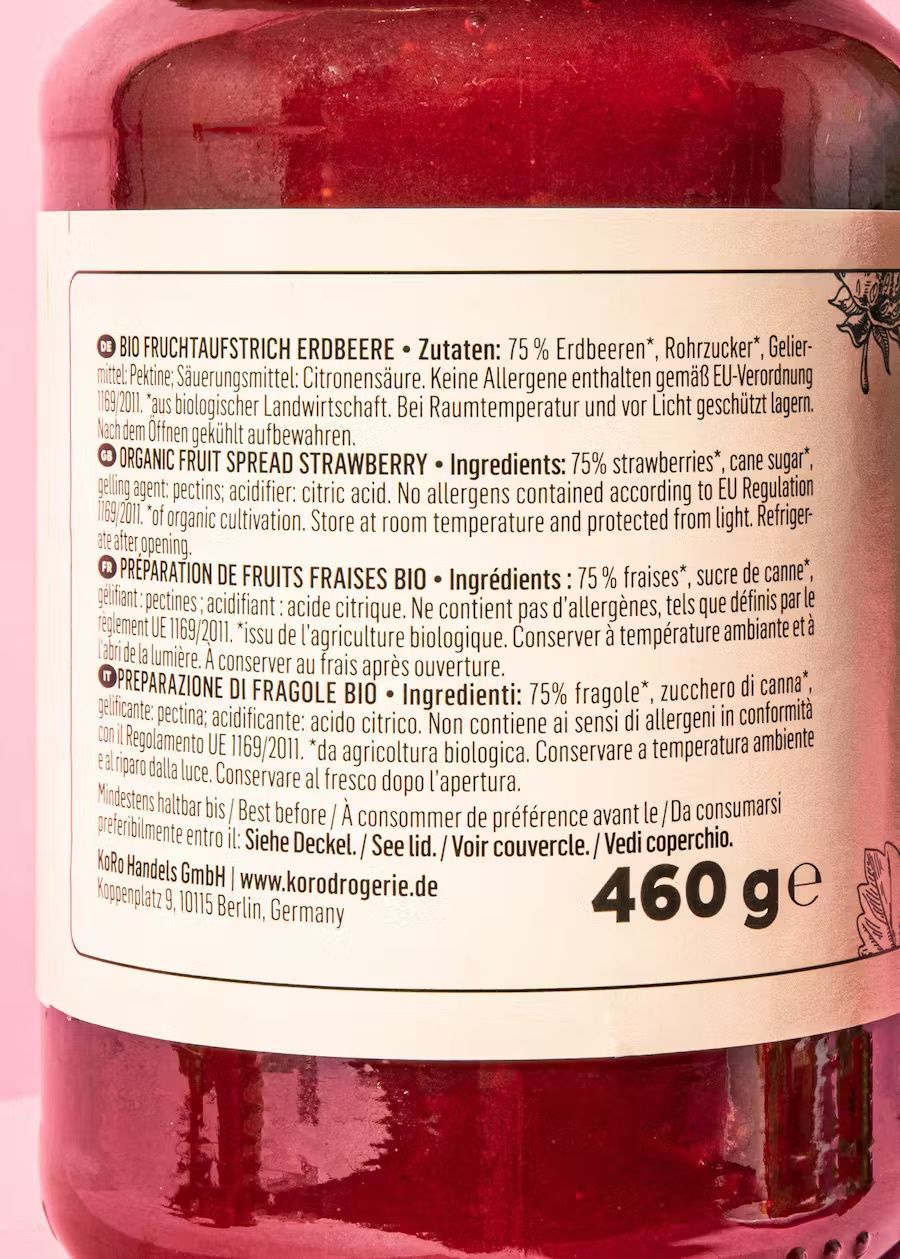 DE BIO FRUCHTAUFSTRICH ERDBEERE • Zutaten: 75 % Erdbeeren*, Rohrzucker*, Gelier-
mittel: Pektine; Säuerungsmittel: Citronensäure. Keine Allergene enthalten gemäß EU-Verordnung
1169/2011. *aus biologischer Landwirtschaft. Bei Raumtemperatur und vor Licht geschützt lagern.
Nach dem Öffnen gekühlt aufbewahren.
GB ORGANIC FRUIT SPREAD STRAWBERRY • Ingredients: 75% strawberries*, cane sugar*,
gelling agent: pectins; acidifier: citric acid. No allergens contained according to EU Regulation
1169/2011. *of organic cultivation. Store at room temperature and protected from light. Refriger-
ate after opening.
FR PRÉPARATION DE FRUITS FRAISES BIO • Ingrédients : 75 % fraises*, sucre de canne*,
gélifiant : pectines ; acidifiant : acide citrique. Ne contient pas d'allergènes, tels que définis par le
règlement UE 1169/2011. *issu de l'agriculture biologique. Conserver à température ambiante et à
l'abri de la lumière. À conserver au frais après ouverture.
IT PREPARAZIONE DI FRAGOLE BIO • Ingredienti: 75% fragole*, zucchero di canna*,
gelificante: pectina; acidificante: acido citrico. Non contiene ai sensi di allergeni in conformità
con il Regolamento UE 1169/2011. *da agricoltura biologica. Conservare a temperatura ambiente
e al riparo dalla luce. Conservare al fresco dopo l'apertura.
Mindestens haltbar bis / Best before / À consommer de préférence avant le / Da consumarsi
preferibilmente entro il: Siehe Deckel. / See lid. / Voir couvercle. / Vedi coperchio.
KoRo Handels GmbH | www.korodrogerie.de
Koppenplatz 9, 10115 Berlin, Germany
460 g ℮